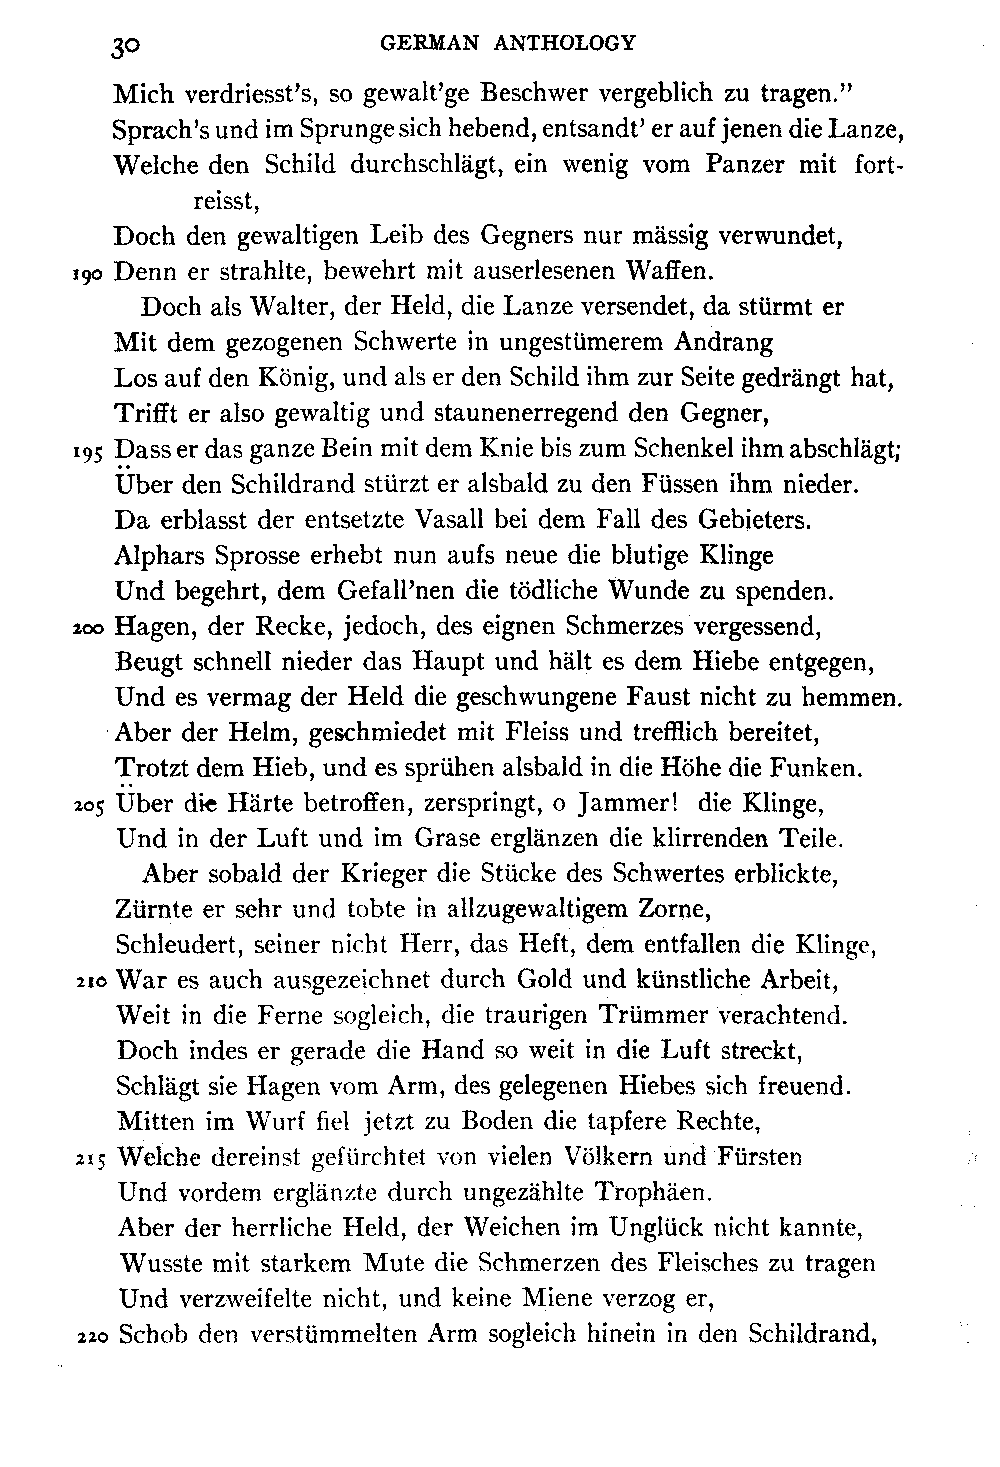 30 GERMAN ANTHOLOGY
Mich verdriesst's, so gewalt'ge Beschwer vergeblich zu tragen."
Sprach's und im Sprunge sich hebend, entsandt' er auf jenen die Lanze,
Welche den Schild durchschlägt, ein wenig vom Panzer mit fort-
reisst,
Doch den gewaltigen Leib des Gegners nur mässig verwundet,
190 Denn er strahlte, bewehrt mit auserlesenen Waffen.
Doch als Walter, der Held, die Lanze versendet, da stürmt er
Mit dem gezogenen Schwerte in ungestümerem Andrang
Los auf den König, und als er den Schild ihm zur Seite gedrängt hat,
Trifft er also gewaltig und staunenerregend den Gegner,
195 Dass er das ganze Bein mit dem Knie bis zum Schenkel ihm abschlägt;
Über den Schildrand stürzt er alsbald zu den Füssen ihm nieder.
Da erblasst der entsetzte Vasall bei dem Fall des Gebieters.
Alphars Sprosse erhebt nun aufs neue die blutige Klinge
Und begehrt, dem Gefall'nen die tödliche Wunde zu spenden.
200 Hagen, der Recke, jedoch, des eignen Schmerzes vergessend,
Beugt schnell nieder das Haupt und hält es dem Hiebe entgegen,
Und es vermag der Held die geschwungene Faust nicht zu hemmen.
Aber der Helm, geschmiedet mit Fleiss und trefflich bereitet,
Trotzt dem Hieb, und es sprühen alsbald in die Höhe die Funken.
205 Über die Härte betroffen, zerspringt, o Jammer! die Klinge,
Und in der Luft und im Grase erglänzen die klirrenden Teile.
Aber sobald der Krieger die Stücke des Schwertes erblickte,
Zürnte er sehr und tobte in allzugewaltigem Zorne,
Schleudert, seiner nicht Herr, das Heft, dem entfallen die Klinge,
210 War es auch ausgezeichnet durch Gold und künstliche Arbeit,
Weit in die Ferne sogleich, die traurigen Trümmer verachtend.
Doch indes er gerade die Hand so weit in die Luft streckt,
Schlägt sie Hagen vom Arm, des gelegenen Hiebes sich freuend.
Mitten im Wurf fiel jetzt zu Boden die tapfere Rechte,
215 Welche dereinst gefürchtet von vielen Völkern und Fürsten
Und vordem erglänzte durch ungezählte Trophäen.
Aber der herrliche Held, der Weichen im Unglück nicht kannte,
Wusste mit starkem Mute die Schmerzen des Fleisches zu tragen
Und verzweifelte nicht, und keine Miene verzog er,
220 Schob den verstümmelten Arm sogleich hinein in den Schildrand,